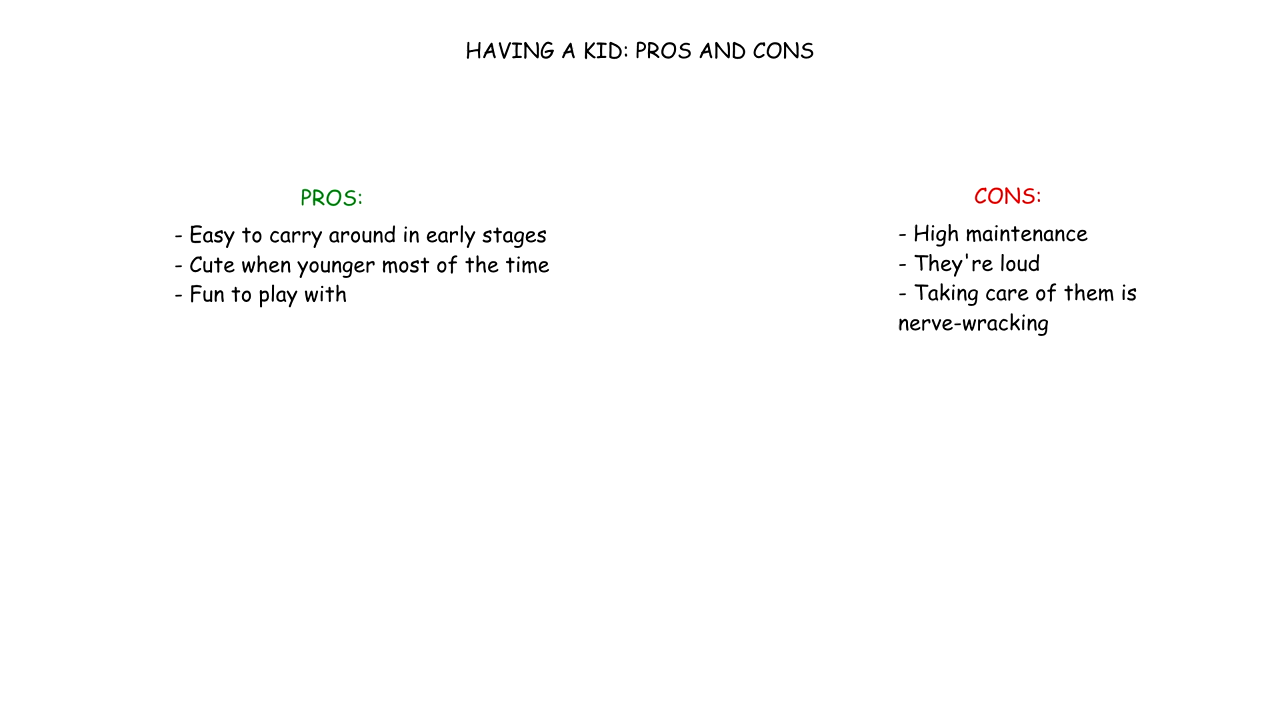 HAVING A KID: PROS AND CONS
PROS:
- Easy to carry around in early stages
- Cute when younger most of the time
- Fun to play with
CONS:
- High maintenance
- They're loud
- Taking care of them is
nerve-wracking